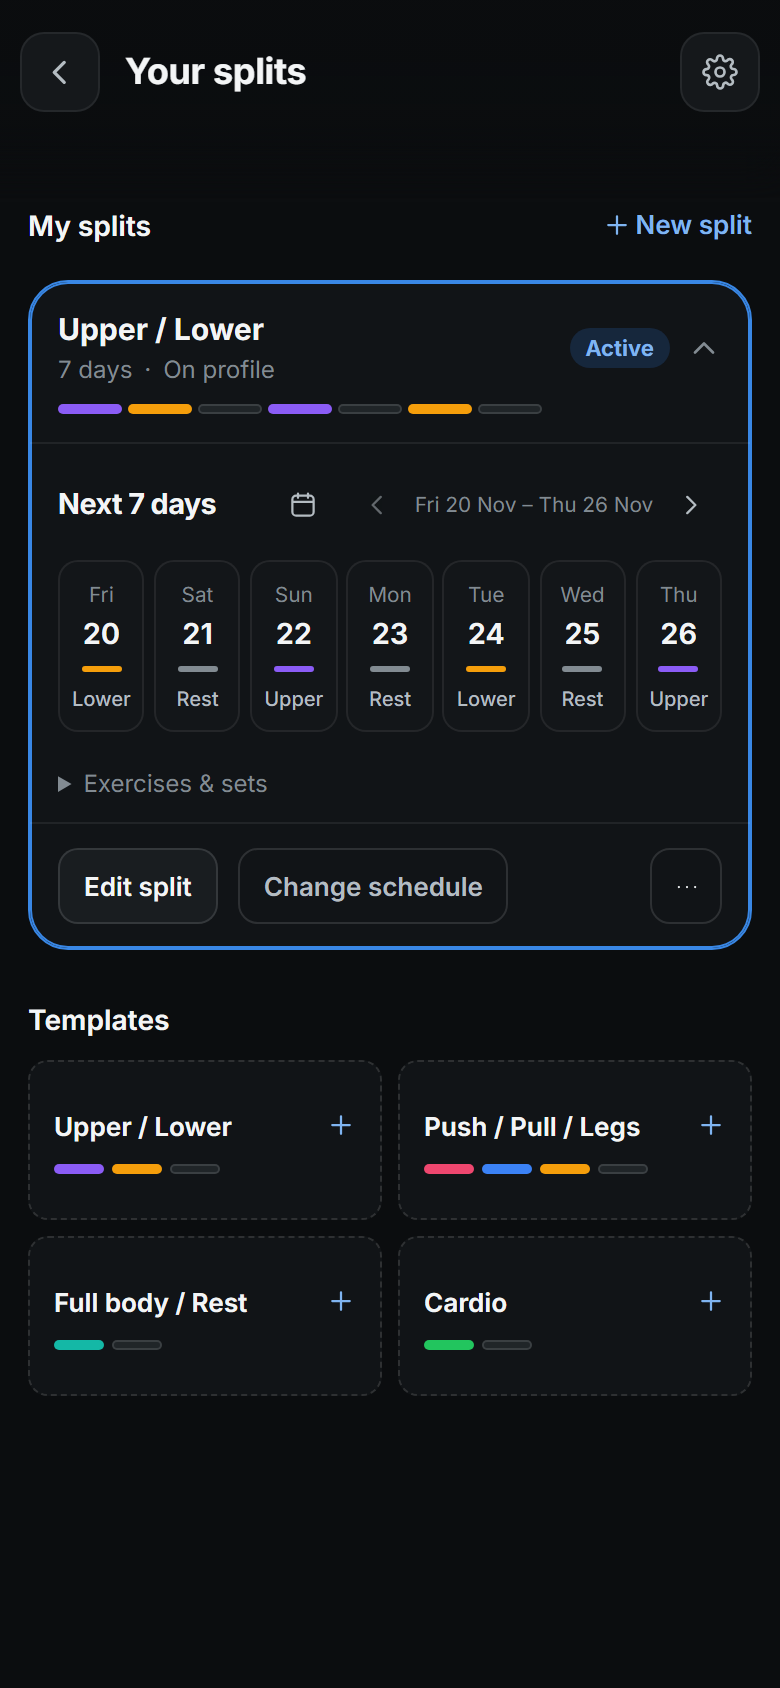 Your splits
My splits
+ New split
Upper / Lower
Active
7 days · On profile
Next 7 days
Fri 20 Nov – Thu 26 Nov
Fri Sat Sun Mon Tue Wed Thu
20 21 22 23 24 25 26
Lower Rest Upper Rest Lower Rest Upper
Exercises & sets
Edit split
Change schedule
...
Templates
Upper / Lower +
Push / Pull / Legs +
Full body / Rest +
Cardio +